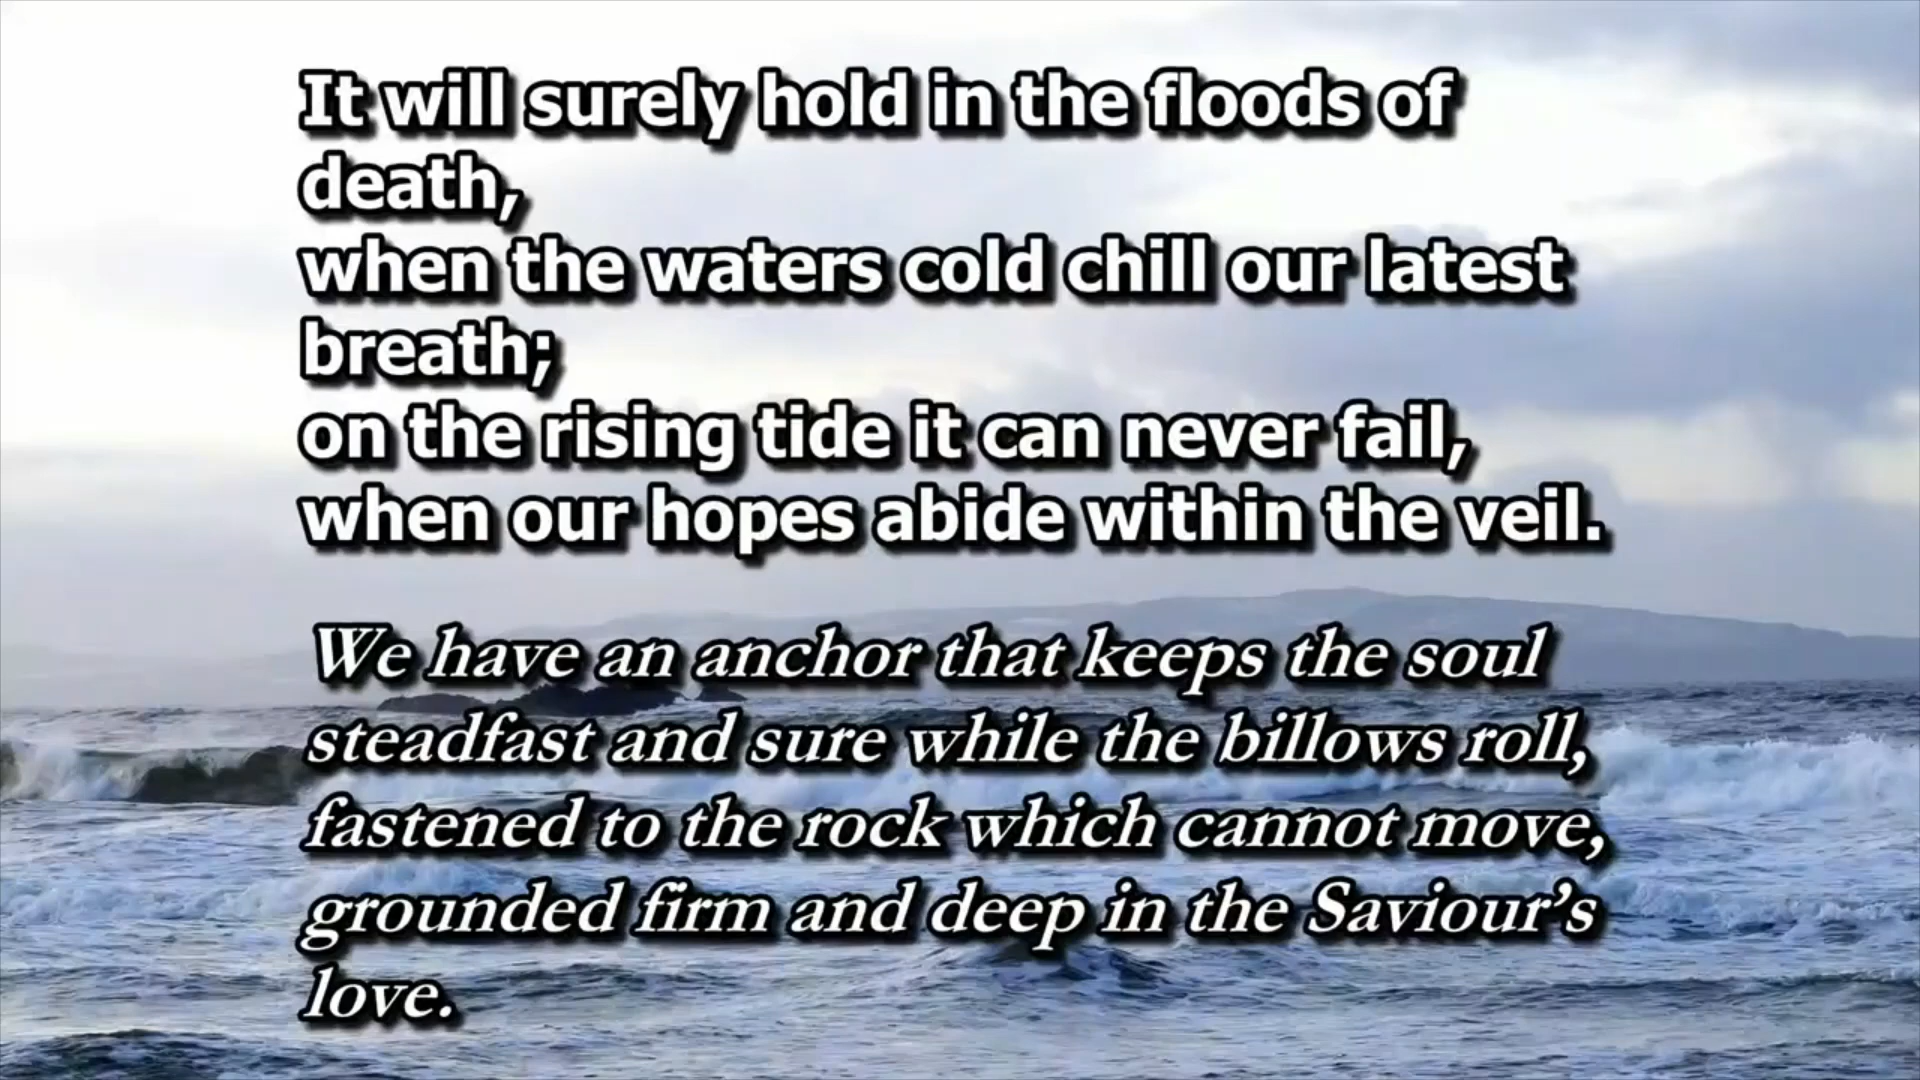 It will surely hold in the floods of
death,
when the waters cold chill our latest
breath;
on the rising tide it can never fail,
when our hopes abide within the veil.
We have an anchor that keeps the soul
steadfast and sure while the billows roll,
fastened to the rock which cannot move,
grounded firm and deep in the Saviour’s
love.